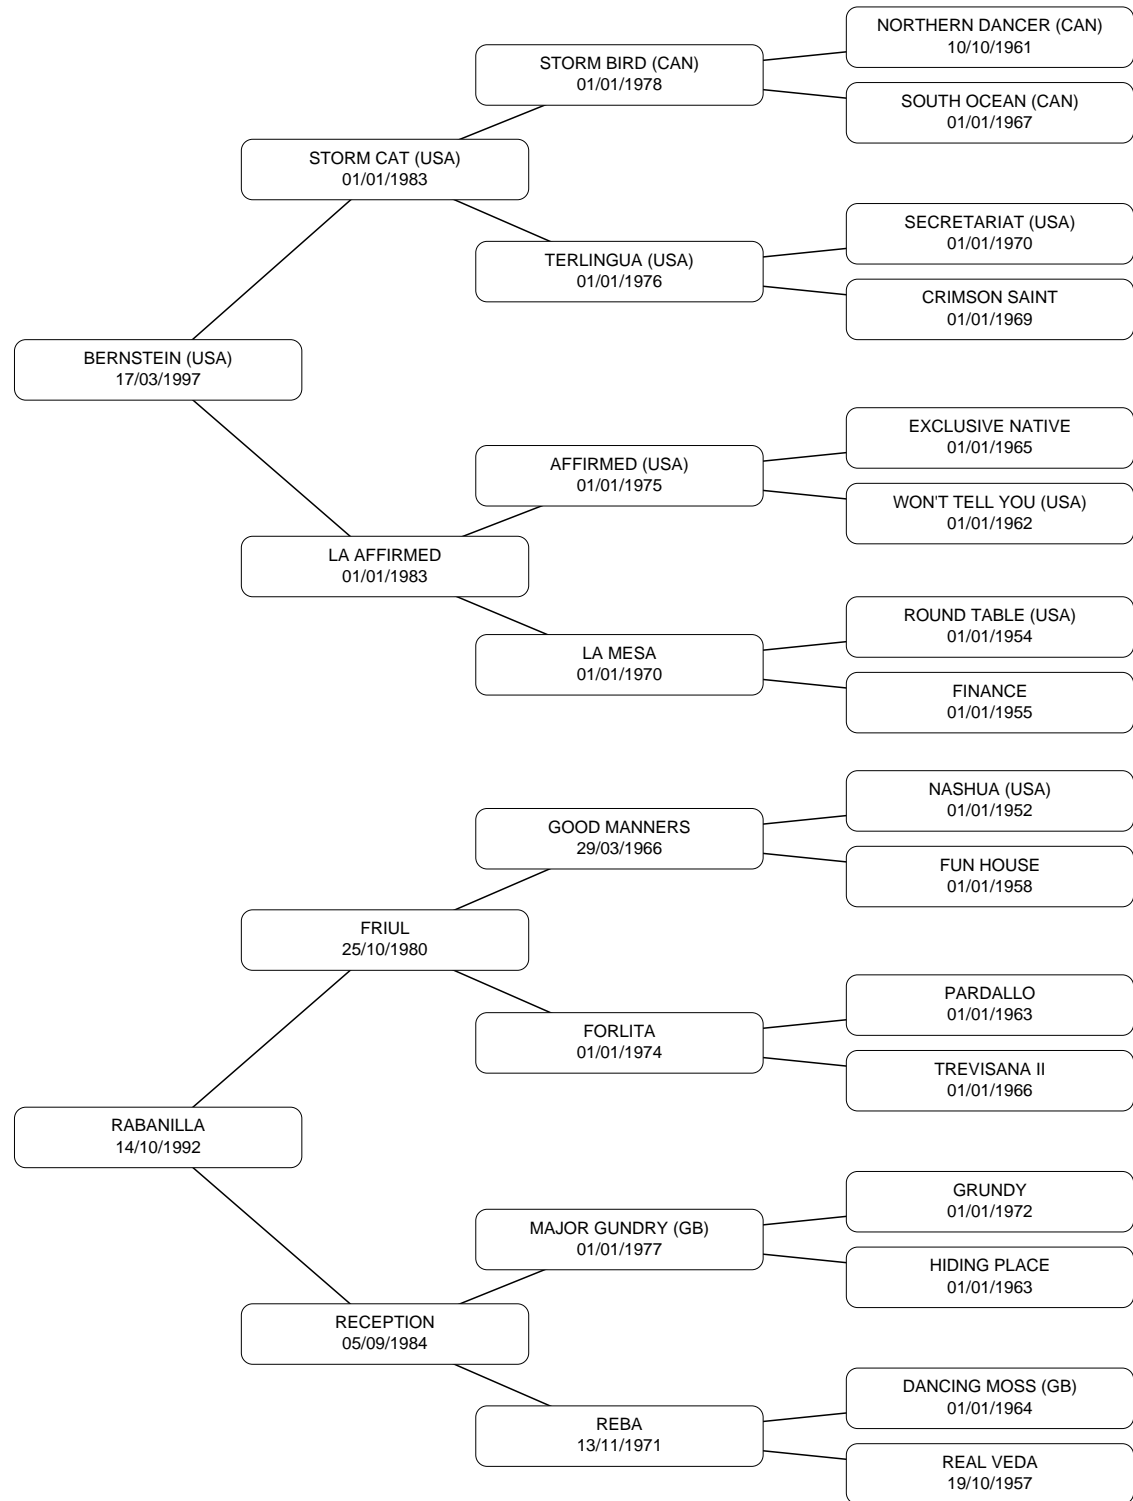 NORTHERN DANCER (CAN)
10/10/1961
STORM BIRD (CAN)
01/01/1978
SOUTH OCEAN (CAN)
01/01/1967
STORM CAT (USA)
01/01/1983
SECRETARIAT (USA)
01/01/1970
TERLINGUA (USA)
01/01/1976
CRIMSON SAINT
01/01/1969
BERNSTEIN (USA)
17/03/1997
EXCLUSIVE NATIVE
01/01/1965
AFFIRMED (USA)
01/01/1975
WON'T TELL YOU (USA)
01/01/1962
LA AFFIRMED
01/01/1983
ROUND TABLE (USA)
01/01/1954
LA MESA
01/01/1970
FINANCE
01/01/1955
NASHUA (USA)
01/01/1952
GOOD MANNERS
29/03/1966
FUN HOUSE
01/01/1958
FRIUL
25/10/1980
PARDALLO
01/01/1963
FORLITA
01/01/1974
TREVISANA II
01/01/1966
RABANILLA
14/10/1992
GRUNDY
01/01/1972
MAJOR GUNDRY (GB)
01/01/1977
HIDING PLACE
01/01/1963
RECEPTION
05/09/1984
DANCING MOSS (GB)
01/01/1964
REBA
13/11/1971
REAL VEDA
19/10/1957